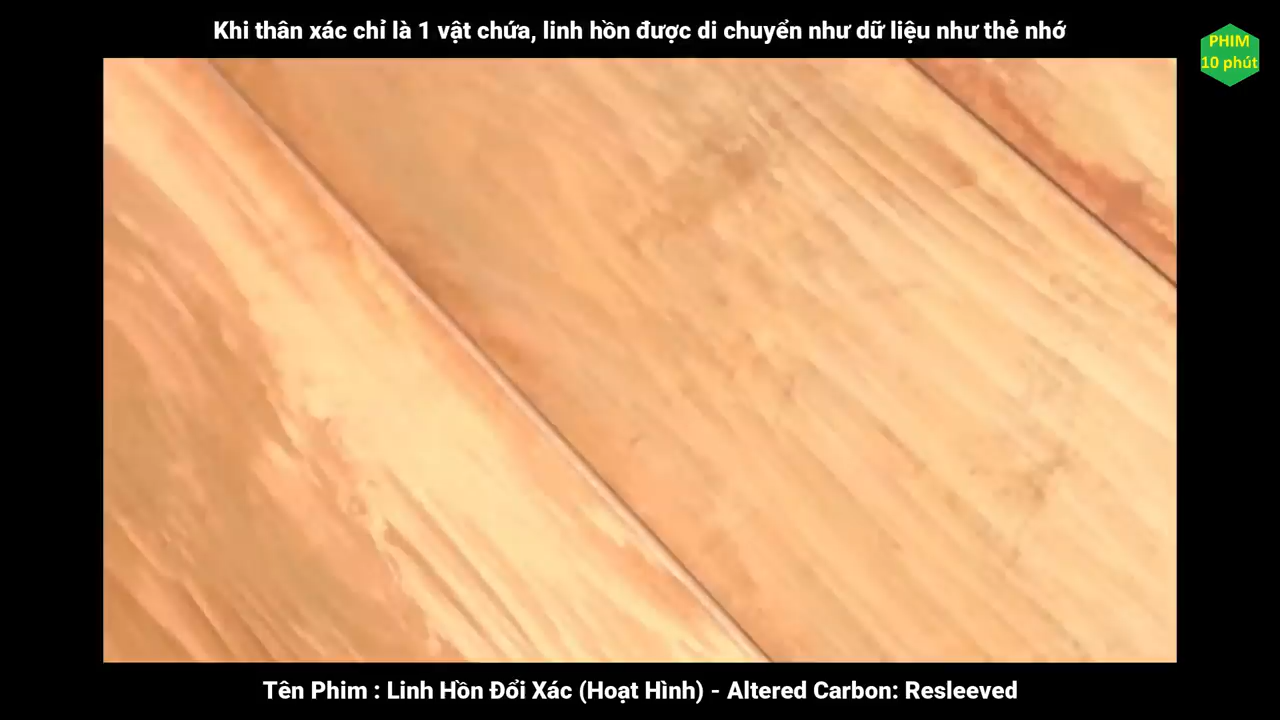 Khi thân xác chỉ là 1 vật chứa, linh hồn được di chuyển như dữ liệu như thẻ nhớ
PHIM
10 phút
Tên Phim : Linh Hồn Đổi Xác (Hoạt Hình) - Altered Carbon: Resleeved